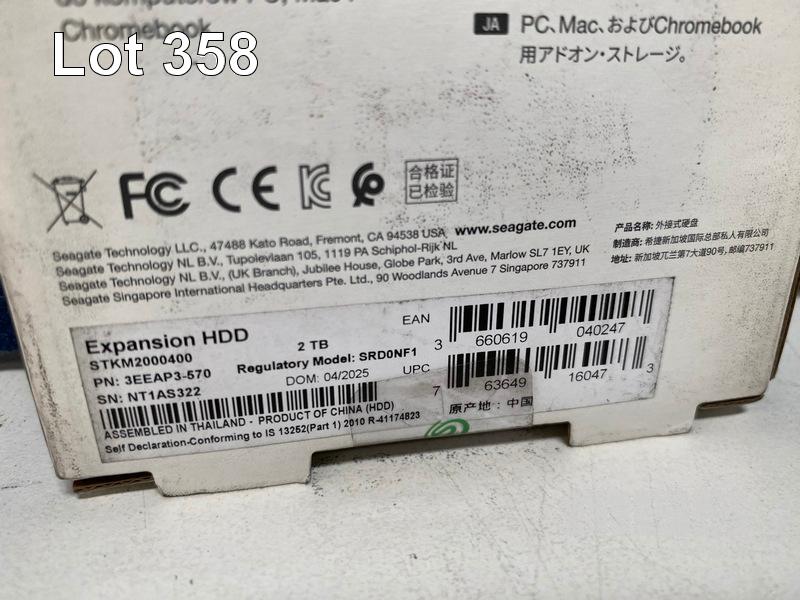 Lot 358
Chromebook
JA PC、Mac、およびChromebook
用アドオン・ストレージ。
FC CE
合格证
已检验
Seagate Technology LLC., 47488 Kato Road, Fremont, CA 94538 USA www.seagate.com
Seagate Technology NL B.V., Tupolevlaan 105, 1119 PA Schiphol-Rijk NL
Seagate Technology NL B.V., (UK Branch), Jubilee House, Globe Park, 3rd Ave, Marlow SL7 1EY, UK
Seagate Singapore International Headquarters Pte. Ltd., 90 Woodlands Avenue 7 Singapore 737911
产品名称: 外接式硬盘
制造商: 希捷新加坡国际总部私人有限公司
地址: 新加坡兀兰第7大道90号, 邮编737911
Expansion HDD
2 TB
STKM2000400
Regulatory Model: SRD0NF1
PN: 3EEAP3-570
DOM: 04/2025
SN: NT1AS322
EAN
3 660619 040247
UPC
7 63649 16047 3
原产地: 中国
ASSEMBLED IN THAILAND - PRODUCT OF CHINA (HDD)
Self Declaration-Conforming to IS 13252(Part 1) 2010 R-41174823